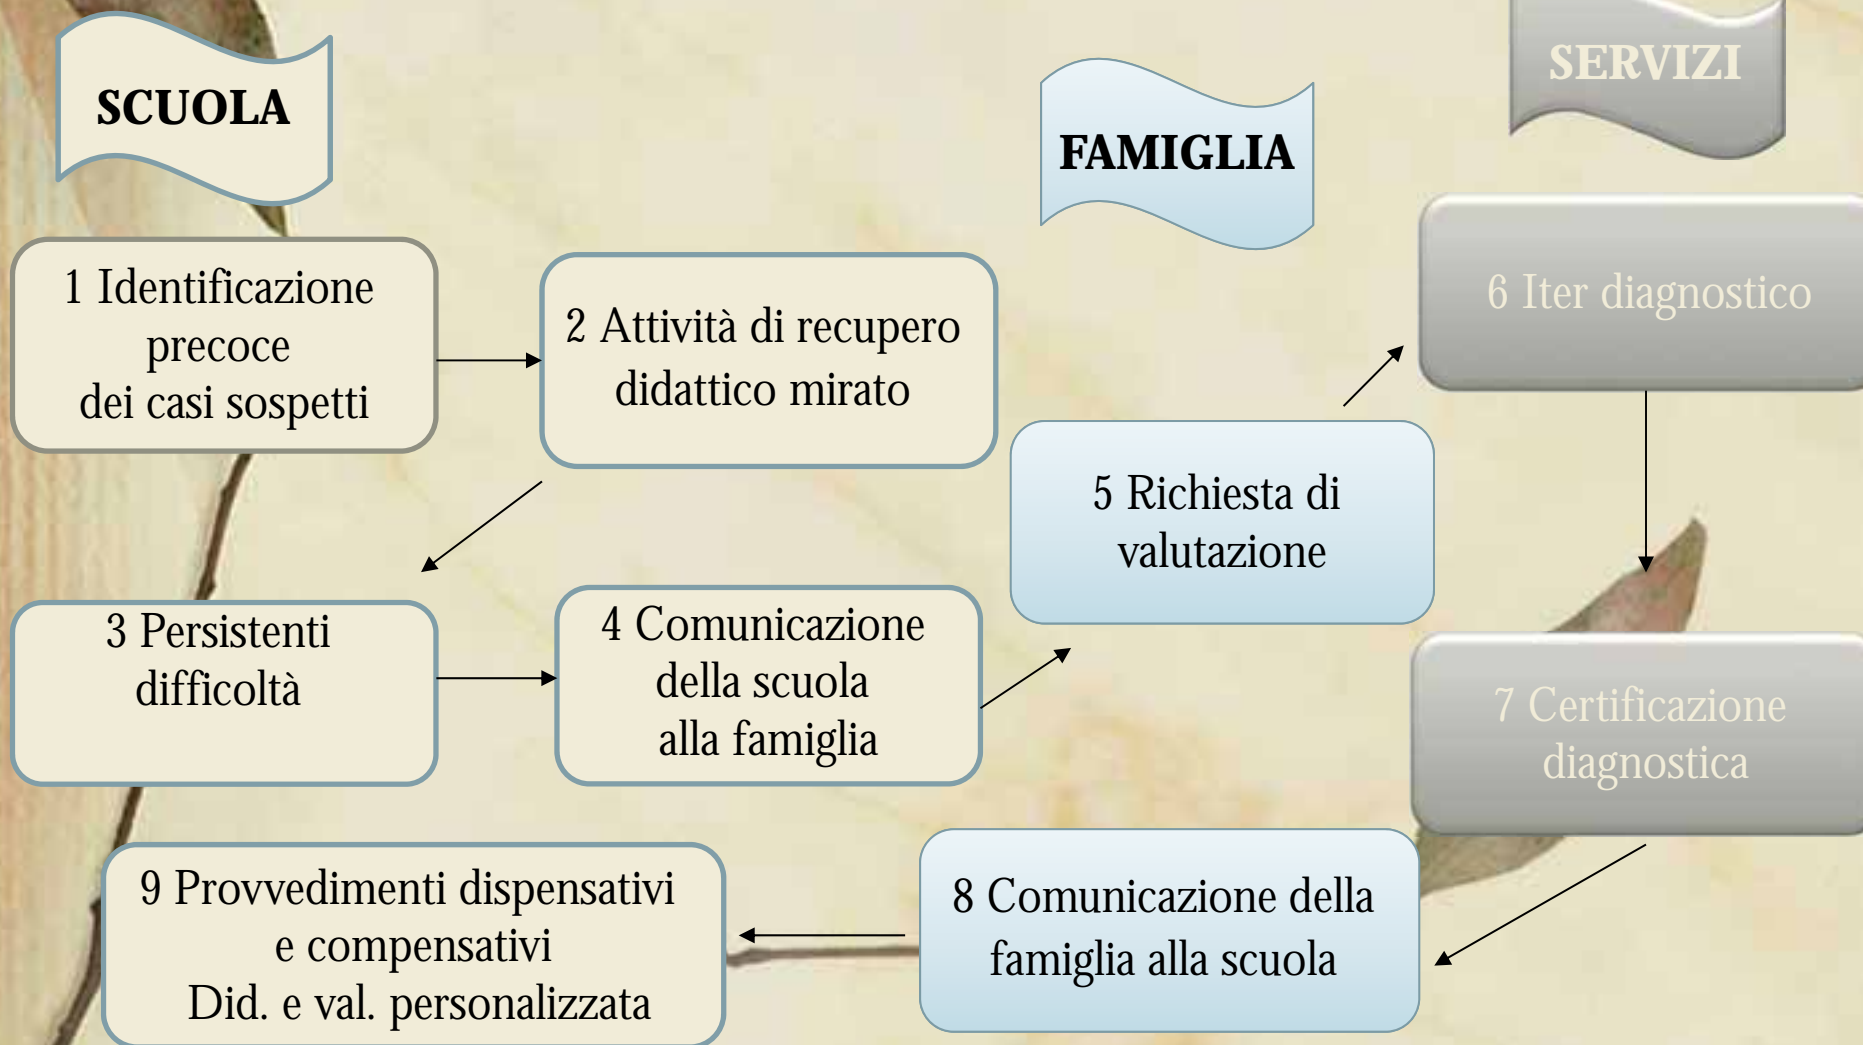 SCUOLA
FAMIGLIA
SERVIZI
1 Identificazione
precoce
dei casi sospetti
2 Attività di recupero
didattico mirato
3 Persistenti
difficoltà
4 Comunicazione
della scuola
alla famiglia
5 Richiesta di
valutazione
6 Iter diagnostico
7 Certificazione
diagnostica
8 Comunicazione della
famiglia alla scuola
9 Provvedimenti dispensativi
e compensativi
Did. e val. personalizzata